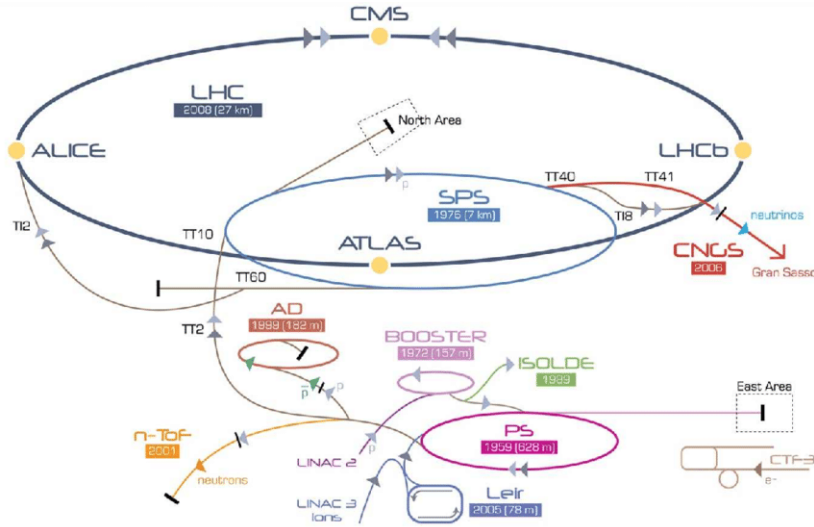 CMS
LHC
2008 (27 km)
North Area
ALICE
LHCb
TT40
TT41
p
SPS
1976 (7 km)
TI8
neutrinos
TI2
TT10
ATLAS
CNGS
2006
Gran Sasso
TT60
AD
1999 (182 m)
TT2
BOOSTER
1972 (157 m)
ISOLDE
1989
p
p
East Area
n-ToF
2001
PS
1959 (628 m)
LINAC 2
p
neutrons
CTF-3
e-
LINAC 3
Ions
Leir
2005 (78 m)